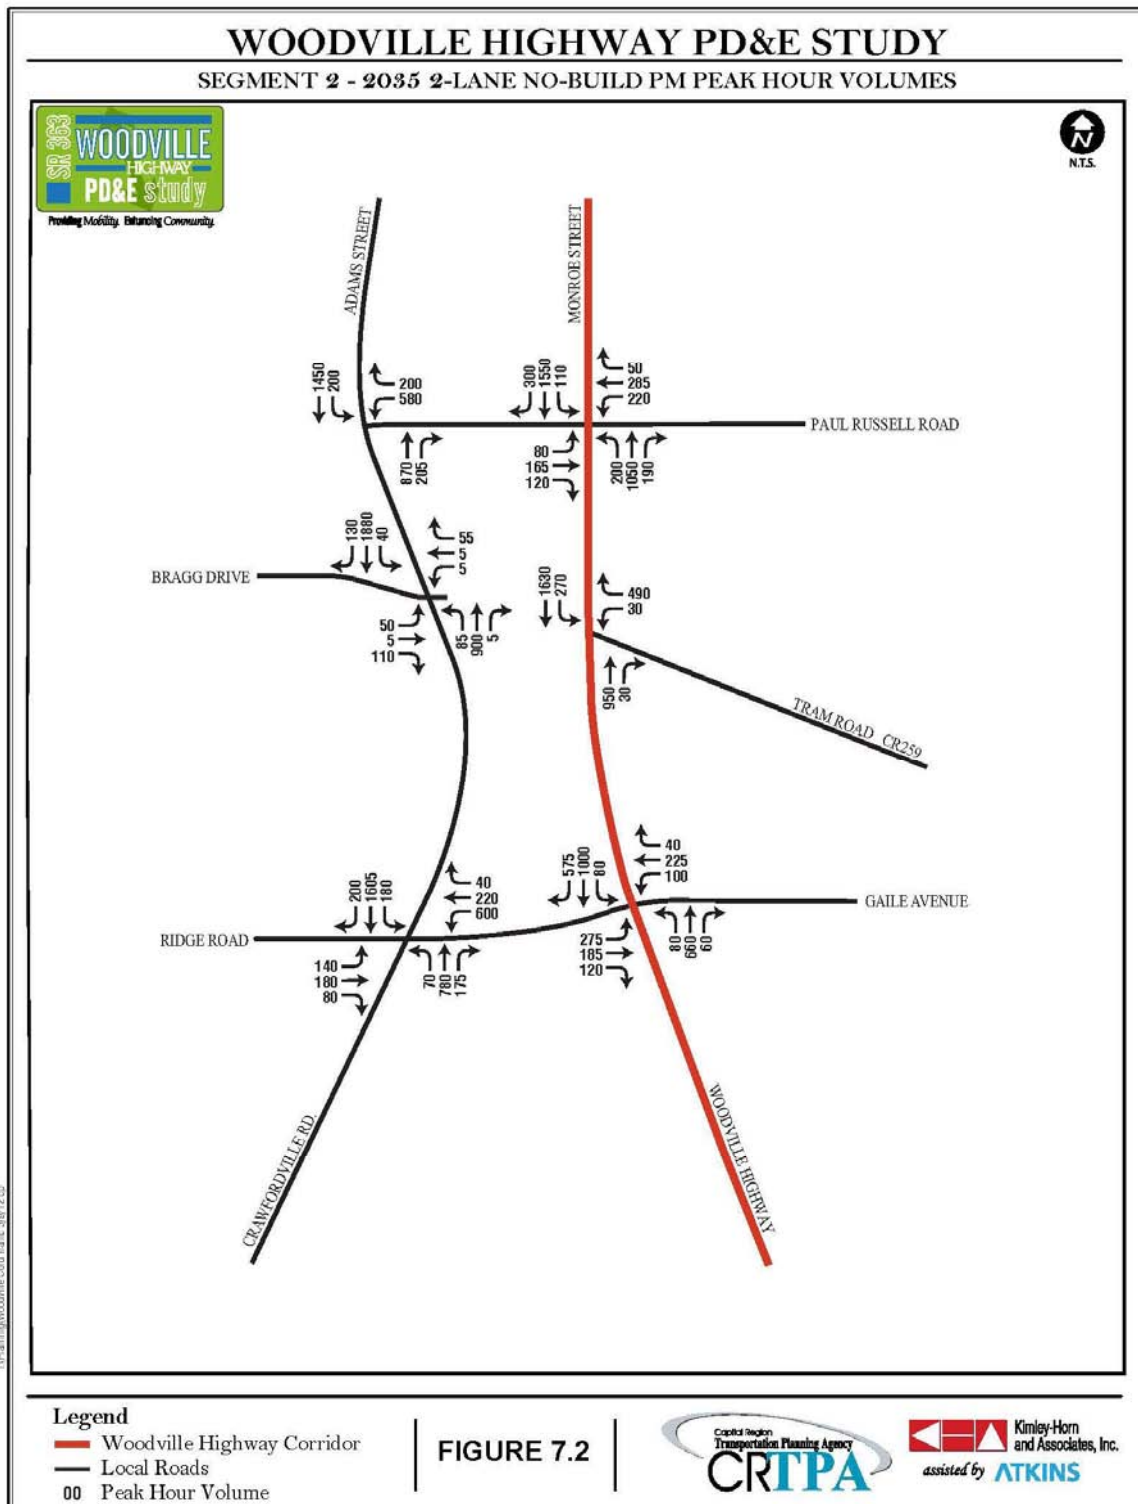 WOODVILLE HIGHWAY PD&E STUDY
SEGMENT 2 - 2035 2-LANE NO-BUILD PM PEAK HOUR VOLUMES
SR 363
WOODVILLE
HIGHWAY
PD&E study
Providing Mobility. Enhancing Community.
N
N.T.S.
ADAMS STREET
MONROE STREET
1450
200
200
580
300
1550
110
50
285
220
PAUL RUSSELL ROAD
870
205
80
165
120
200
1050
190
130
1880
40
55
5
5
BRAGG DRIVE
50
5
110
85
900
5
1630
270
490
30
950
30
TRAM ROAD CR259
200
1605
180
40
220
600
575
1000
80
40
225
100
GAILE AVENUE
RIDGE ROAD
140
180
80
70
780
175
275
185
120
80
660
60
CRAWFORDVILLE RD.
WOODVILLE HIGHWAY
Legend
Woodville Highway Corridor
Local Roads
00 Peak Hour Volume
FIGURE 7.2
Capital Region
Transportation Planning Agency
CRTPA
Kimley-Horn
and Associates, Inc.
assisted by ATKINS